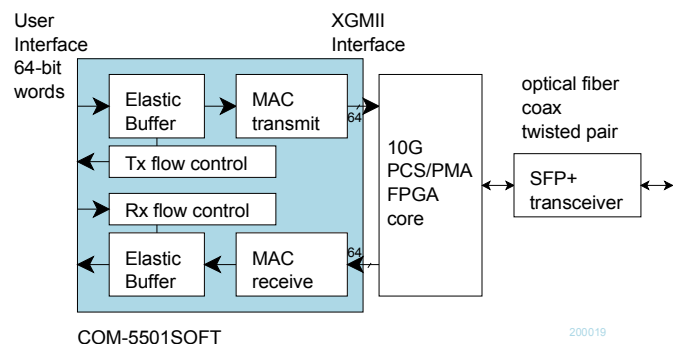 User
Interface
64-bit
words
XGMII
Interface
Elastic
Buffer
MAC
transmit
64
Tx flow control
Rx flow control
Elastic
Buffer
MAC
receive
64
10G
PCS/PMA
FPGA
core
optical fiber
coax
twisted pair
SFP+
transceiver
COM-5501SOFT
200019